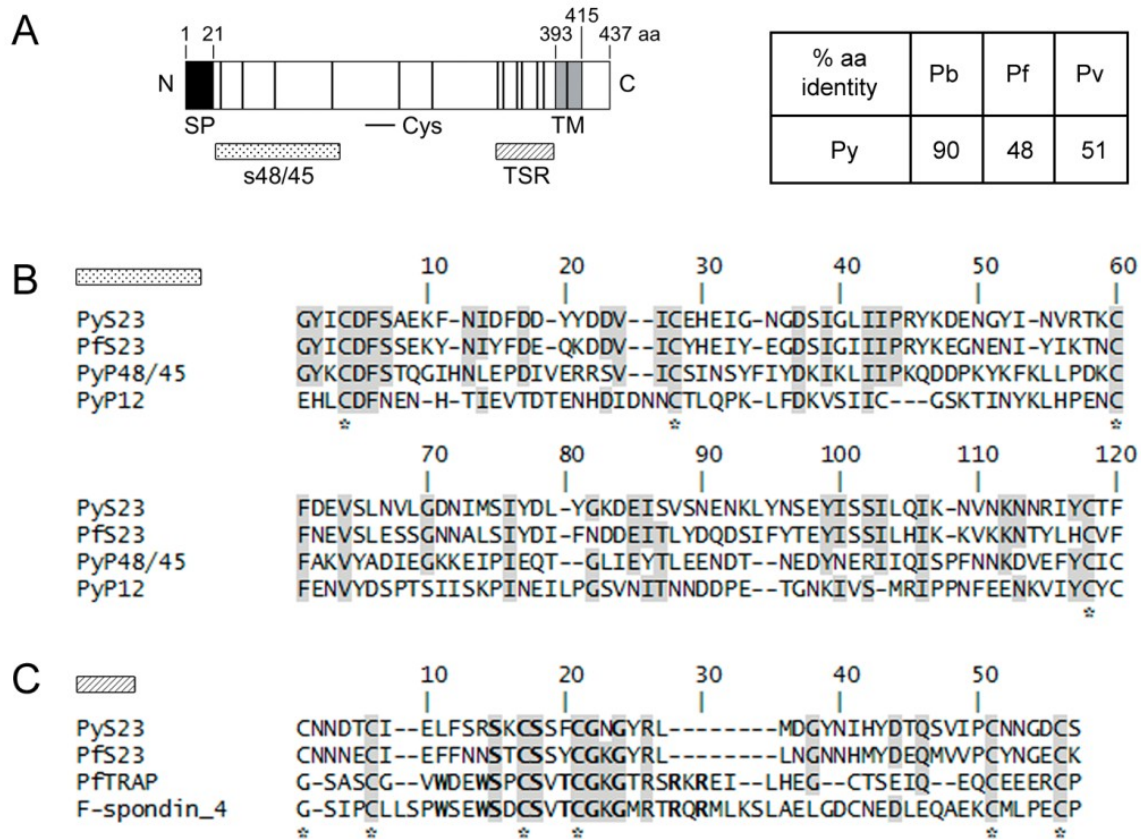 A
1 21 393 415 437 aa
N C
SP — Cys TM
s48/45 TSR
% aa identity Pb Pf Pv
Py 90 48 51
B
10 20 30 40 50 60
PyS23 GYICDFSAEKF-NIDFDD-YYDDV--ICEHEIG-NGDSIGLIIPRYKDENGYI-NVRTKC
PfS23 GYICDFSSEKY-NIYFDE-QKDDV--ICYHEIY-EGDSIGIIIPRYKEGNENI-YIKTNC
PyP48/45 GYKCDFSTQGIHNLEPDIVERRSV--ICSINSYFIYDKIKLIIPKQDDPKYKFKLLPDKC
PyP12 EHLCDFNEN-H-TIEVTDTENHDIDNNCTLQPK-LFDKVSIIC---GSKTINYKLHPENC
* * *
70 80 90 100 110 120
PyS23 FDEVSLNVLGDNIMSIYDL-YGKDEISVSNENKLYNSEYISSILQIK-NVNKNNRIYCTF
PfS23 FNEVSLESSGNNALSIYDI-FNDDEITLYDQDSIFYTEYISSILHIK-KVKKNTYLHCVF
PyP48/45 FAKVYADIEGKKEIPIEQT--GLIEYTLEENDT--NEDYNERIIQISPFNNKDVEFYCIC
PyP12 FENVYDSPTSIIISKPINEILPGSVNITNNDDPE--TGNKIVS-MRIPPNFEENKVIYCYC
*
C
10 20 30 40 50
PyS23 CNNDTCI--ELFSRSKCSSFCGNGYRL-------MDGYNIHYDTQSVIPCNNGDCS
PfS23 CNNNECI--EFFNNSTCSSYCGKGYRL-------LNGNNHMYDEQMVVPCYNGECK
PfTRAP G-SASCG--VWDEWSPCSVTCGKGTRSRKREI--LHEG--CTSEIQ--EQCEEERCP
F-spondin_4 G-SIPCLLSPWSEWSDCSVTCGKGMRTRQRMLKSLAELGDCNEDLEQAEKCMLPECP
* * * * * *